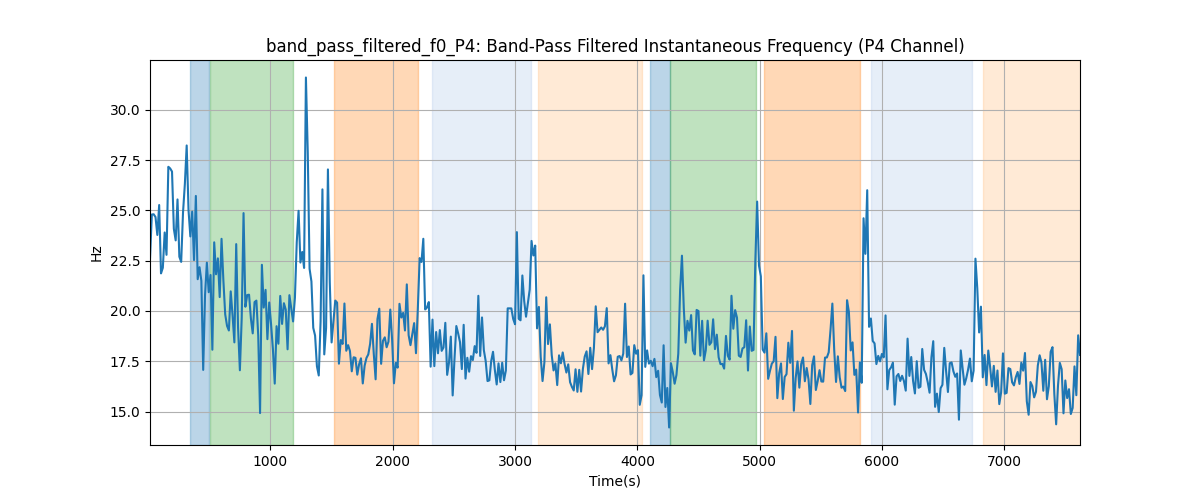 band_pass_filtered_f0_P4: Band-Pass Filtered Instantaneous Frequency (P4 Channel)
30.0
27.5
25.0
22.5
20.0
17.5
15.0
Hz
1000 2000 3000 4000 5000 6000 7000
Time(s)